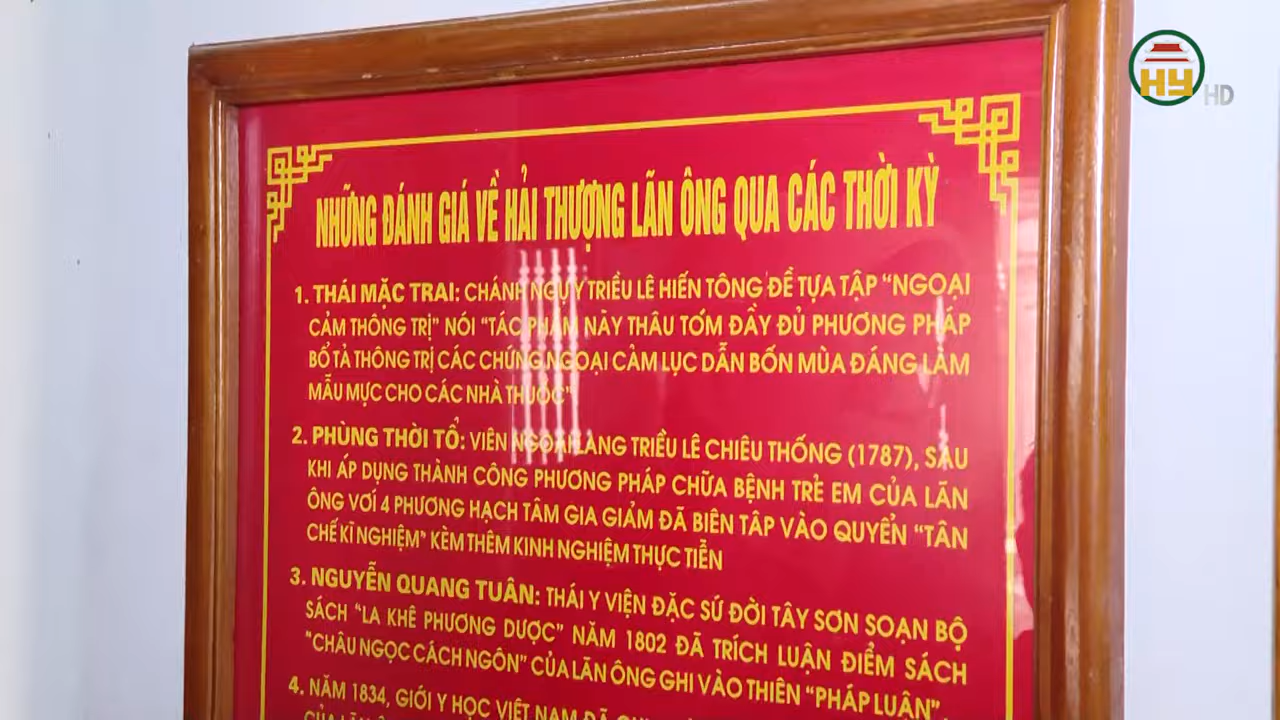 HY HD
NHỮNG ĐÁNH GIÁ VỀ HẢI THƯỢNG LÃN ÔNG QUA CÁC THỜI KỲ
1. THÁI MẶC TRAI: CHÁNH NGỤY TRIỀU LÊ HIẾN TÔNG ĐỀ TỰA TẬP “NGOẠI
CẢM THÔNG TRỊ” NÓI “TÁC PHẨM NÀY THÂU TỐM ĐẦY ĐỦ PHƯƠNG PHÁP
BỔ TẢ THÔNG TRỊ CÁC CHỨNG NGOẠI CẢM LỤC DẪN BỐN MÙA ĐÁNG LÀM
MẪU MỰC CHO CÁC NHÀ THUỐC”
2. PHÙNG THỜI TỔ: VIÊN NGOẠI LANG TRIỀU LÊ CHIÊU THỐNG (1787), SAU
KHI ÁP DỤNG THÀNH CÔNG PHƯƠNG PHÁP CHỮA BỆNH TRẺ EM CỦA LÃN
ÔNG VỚI 4 PHƯƠNG HẠCH TÂM GIA GIẢM ĐÃ BIÊN TÂP VÀO QUYỂN “TÂN
CHẾ KĨ NGHIỆM” KÈM THÊM KINH NGHIỆM THỰC TIỄN
3. NGUYỄN QUANG TUÂN: THÁI Y VIỆN ĐẶC SỨ ĐỜI TÂY SƠN SOẠN BỘ
SÁCH “LA KHÊ PHƯƠNG DƯỢC” NĂM 1802 ĐÃ TRÍCH LUẬN ĐIỂM SÁCH
"CHÂU NGỌC CÁCH NGÔN” CỦA LÃN ÔNG GHI VÀO THIÊN “PHÁP LUẬN”.
4. NĂM 1834, GIỚI Y HỌC VIỆT NAM ĐÃ